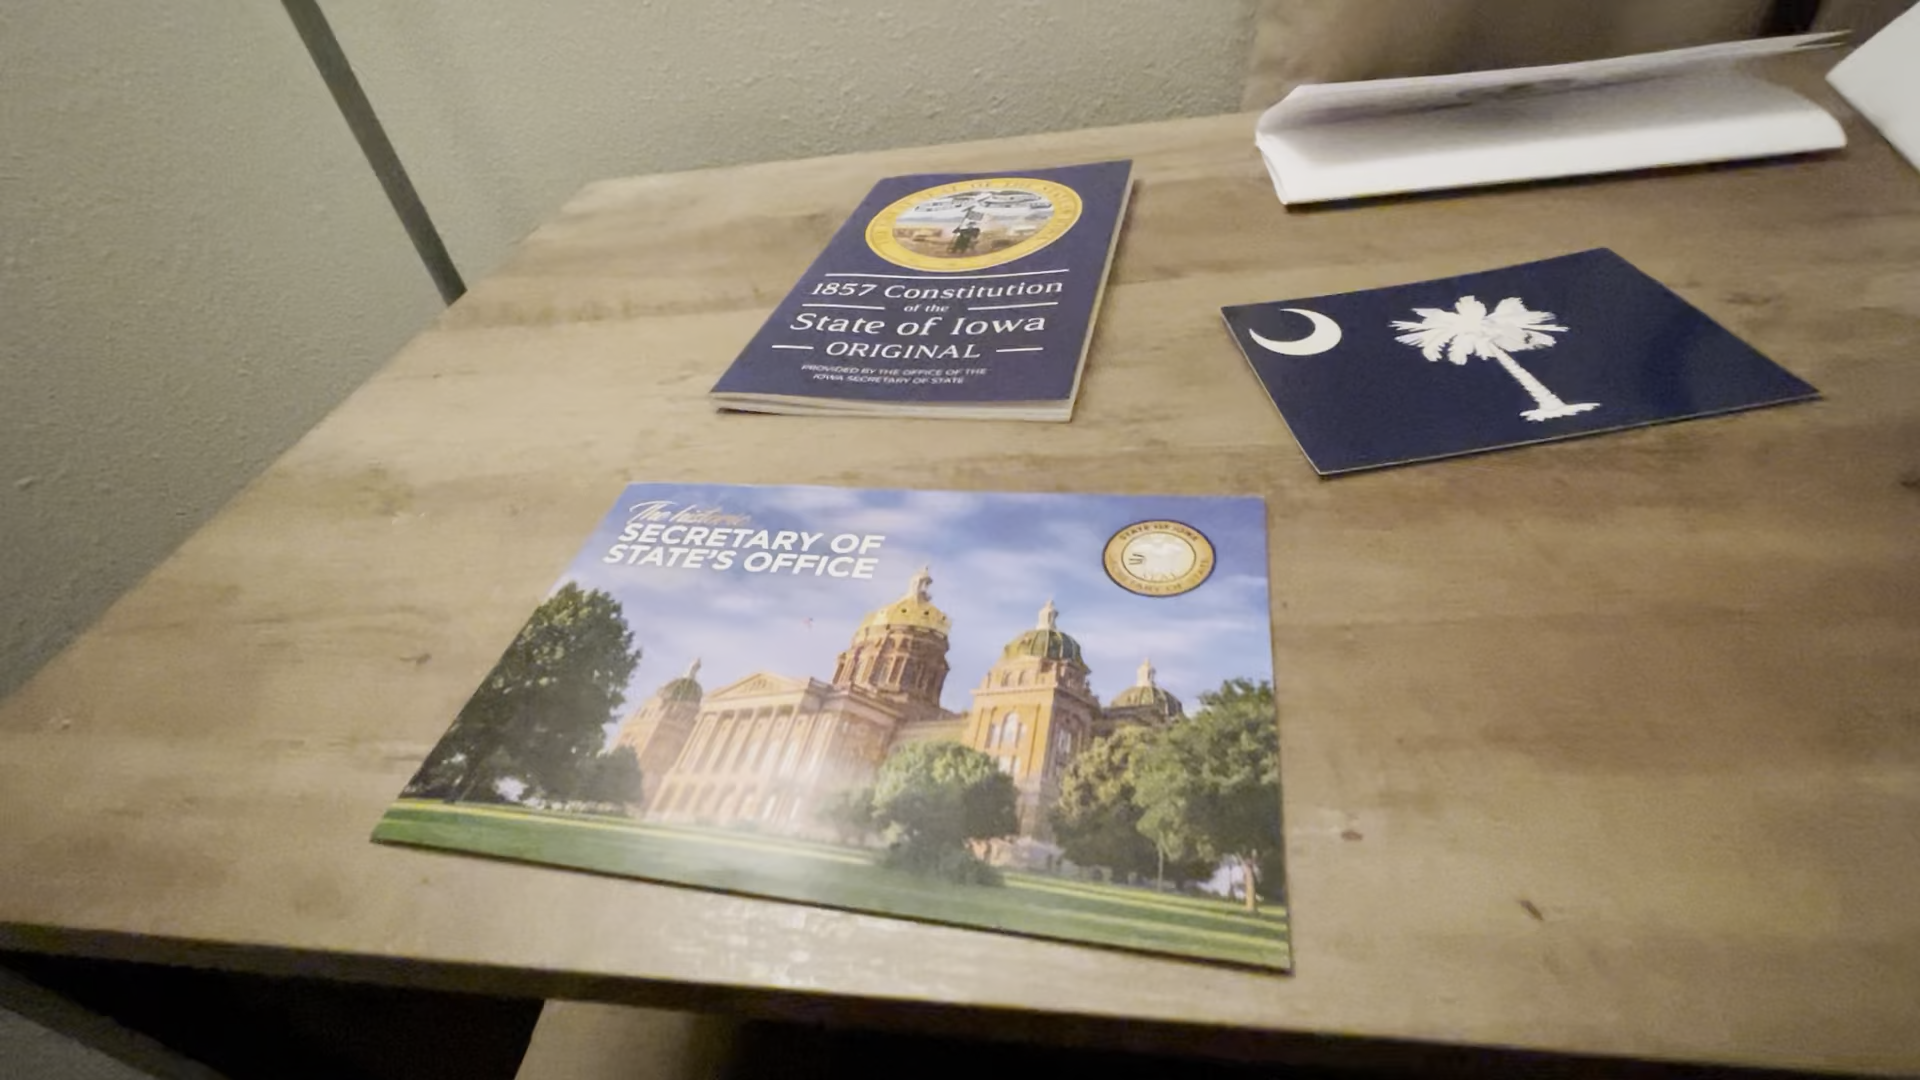 1857 Constitution
of the
State of Iowa
ORIGINAL
PROVIDED BY THE OFFICE OF THE
IOWA SECRETARY OF STATE
The historic
SECRETARY OF
STATE'S OFFICE
STATE OF IOWA
SECRETARY OF STATE
SEAL